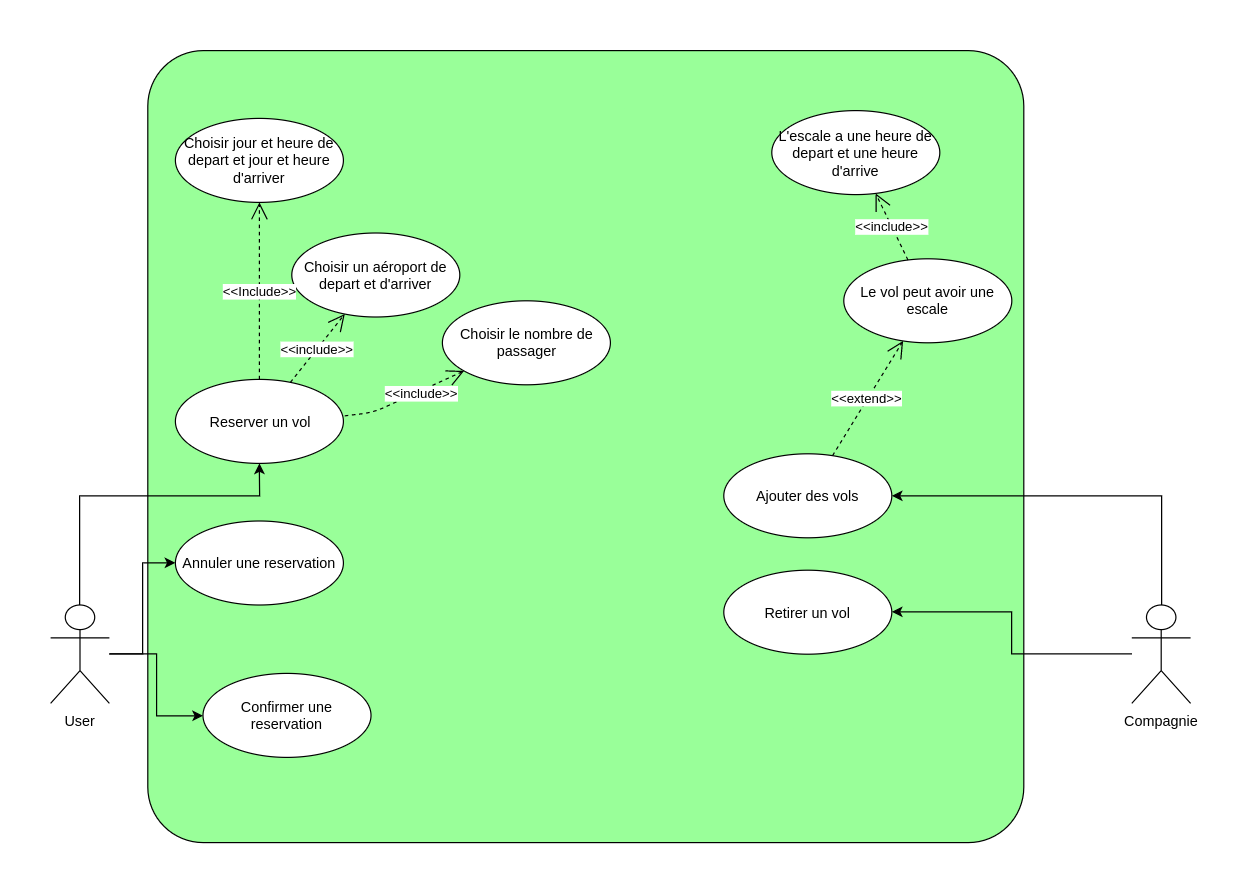 Choisir jour et heure de
depart et jour et heure
d'arriver
L'escale a une heure de
depart et une heure
d'arrive
<<include>>
Choisir un aéroport de
depart et d'arriver
<<Include>>
Le vol peut avoir une
escale
Choisir le nombre de
passager
<<include>>
<<include>>
<<extend>>
Reserver un vol
Ajouter des vols
Annuler une reservation
Retirer un vol
Confirmer une
reservation
User
Compagnie